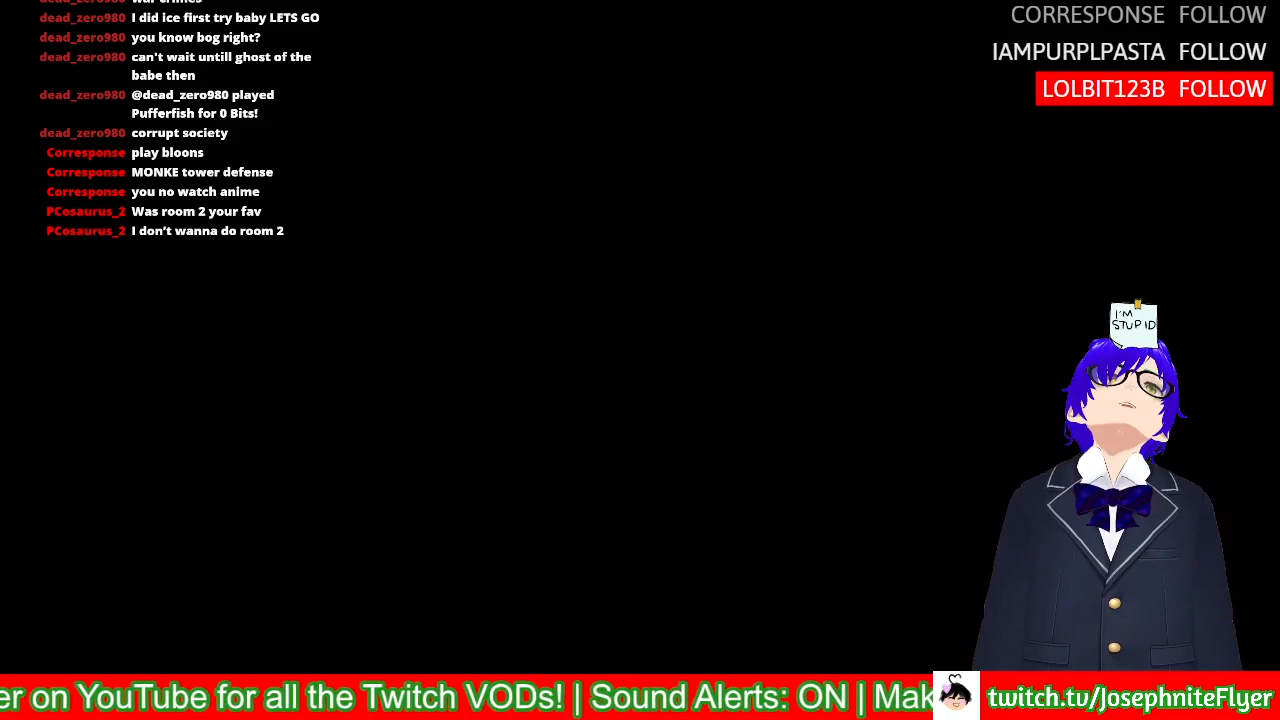 dead_zero980 war crimes
dead_zero980 I did ice first try baby LETS GO
dead_zero980 you know bog right?
dead_zero980 can't wait untill ghost of the
babe then
dead_zero980 @dead_zero980 played
Pufferfish for 0 Bits!
dead_zero980 corrupt society
Corresponse play bloons
Corresponse MONKE tower defense
Corresponse you no watch anime
PCosaurus_2 Was room 2 your fav
PCosaurus_2 I don't wanna do room 2
CORRESPONSE FOLLOW
IAMPURPLPASTA FOLLOW
LOLBIT123B FOLLOW
I'M
STUPID
er on YouTube for all the Twitch VODs! | Sound Alerts: ON | Mak
twitch.tv/JosephniteFlyer